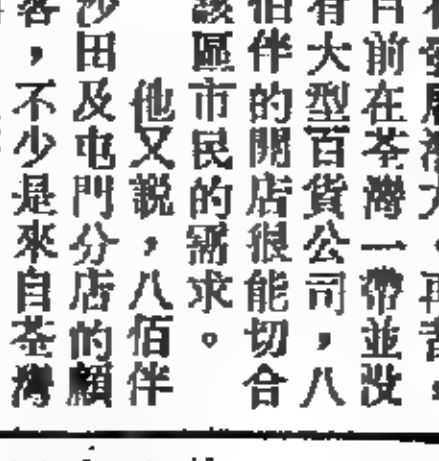 目前在荃灣一帶並沒
有大型百貨公司，八
佰伴的開店很能切合
該區市民的需求。
他又說，八佰伴
沙田及屯門分店的顧
客，不少是來自荃灣